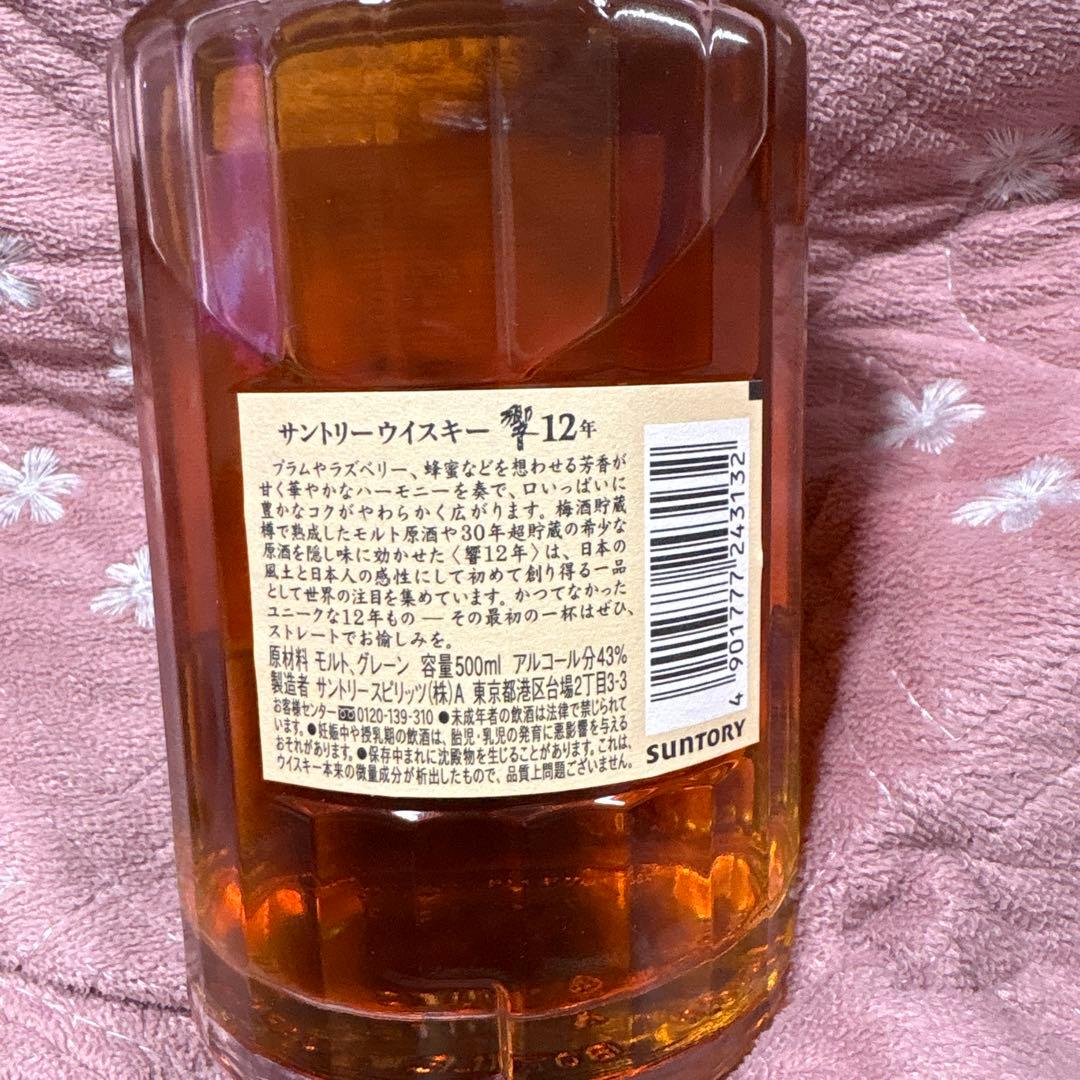 サントリーウイスキー 響 12年
プラムやラズベリー、蜂蜜などを想わせる芳香が
甘く華やかなハーモニーを奏で、口いっぱいに
豊かなコクがやわらかく広がります。梅酒貯蔵
樽で熟成したモルト原酒や30年超貯蔵の希少な
原酒を隠し味に効かせた〈響12年〉は、日本の
風土と日本人の感性にして初めて創り得る一品
として世界の注目を集めています。かつてなかった
ユニークな12年もの ― その最初の一杯はぜひ、
ストレートでお愉しみを。
原材料 モルト、グレーン 容量500ml アルコール分43%
製造者 サントリースピリッツ(株)A 東京都港区台場2丁目3-3
お客様センター 0120-139-310 ●未成年者の飲酒は法律で禁じられて
います。●妊娠中や授乳期の飲酒は、胎児・乳児の発育に悪影響を与える
おそれがあります。●保存中まれに沈殿物を生じることがあります。これは、
ウイスキー本来の微量成分が析出したもので、品質上問題ございません。
4 901777 243132
SUNTORY